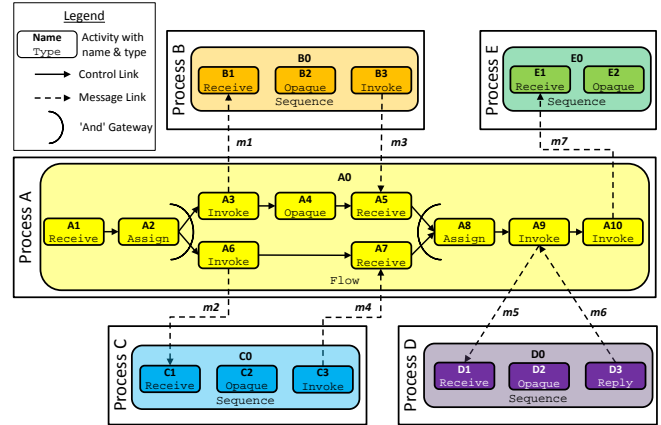 Legend
Name
Type
Activity with
name & type
Control Link
Message Link
'And' Gateway
Process B
B0
B1
Receive
B2
Opaque
B3
Invoke
Sequence
Process E
E0
E1
Receive
E2
Opaque
Sequence
m1
m3
m7
Process A
A0
A1
Receive
A2
Assign
A3
Invoke
A4
Opaque
A5
Receive
A6
Invoke
A7
Receive
A8
Assign
A9
Invoke
A10
Invoke
Flow
m2
m4
m5
m6
Process C
C0
C1
Receive
C2
Opaque
C3
Invoke
Sequence
Process D
D0
D1
Receive
D2
Opaque
D3
Reply
Sequence